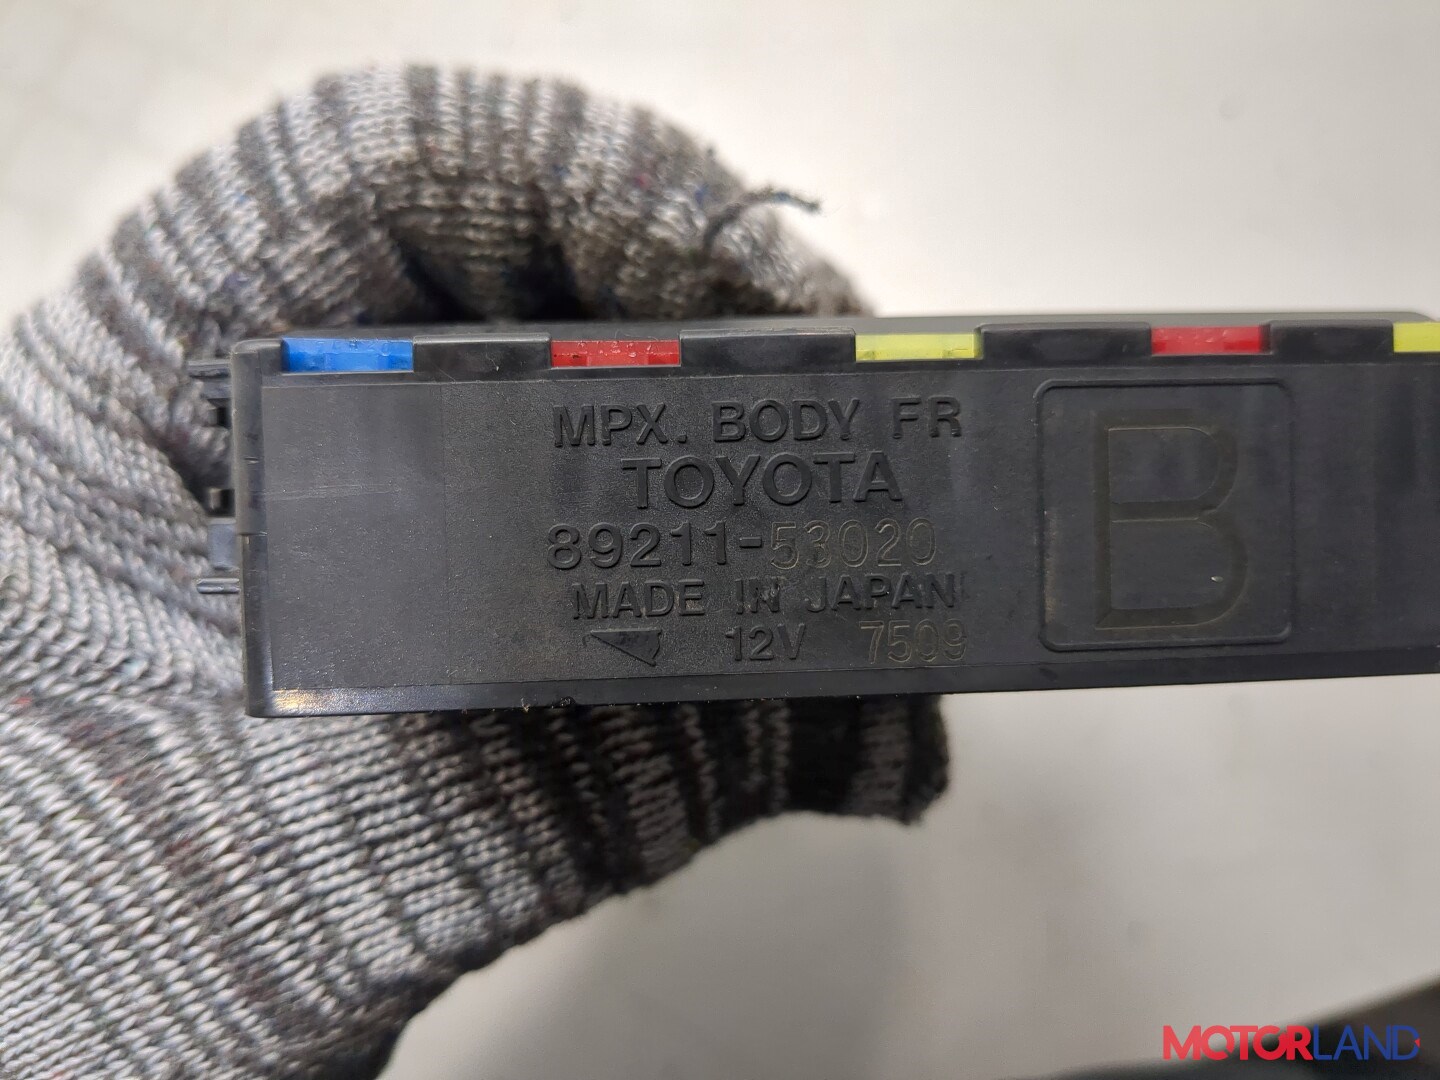 MPX. BODY FR
TOYOTA
89211-53020
MADE IN JAPAN
12V 7509
B
MOTORLAND